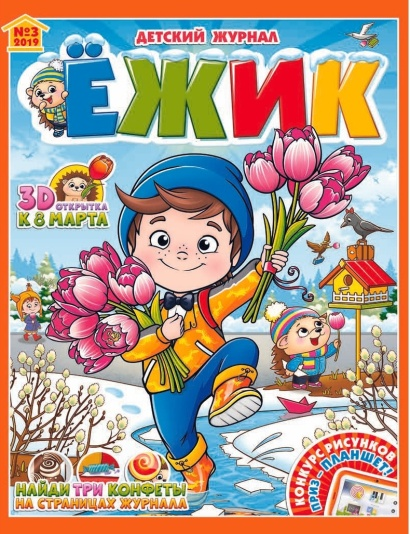 №3
2019
ДЕТСКИЙ ЖУРНАЛ
ЁЖИК
3D
ОТКРЫТКА
К 8 МАРТА
КОНКУРС РИСУНКОВ
ПРИЗ - ПЛАНШЕТ!
НАЙДИ ТРИ КОНФЕТЫ
НА СТРАНИЦАХ ЖУРНАЛА